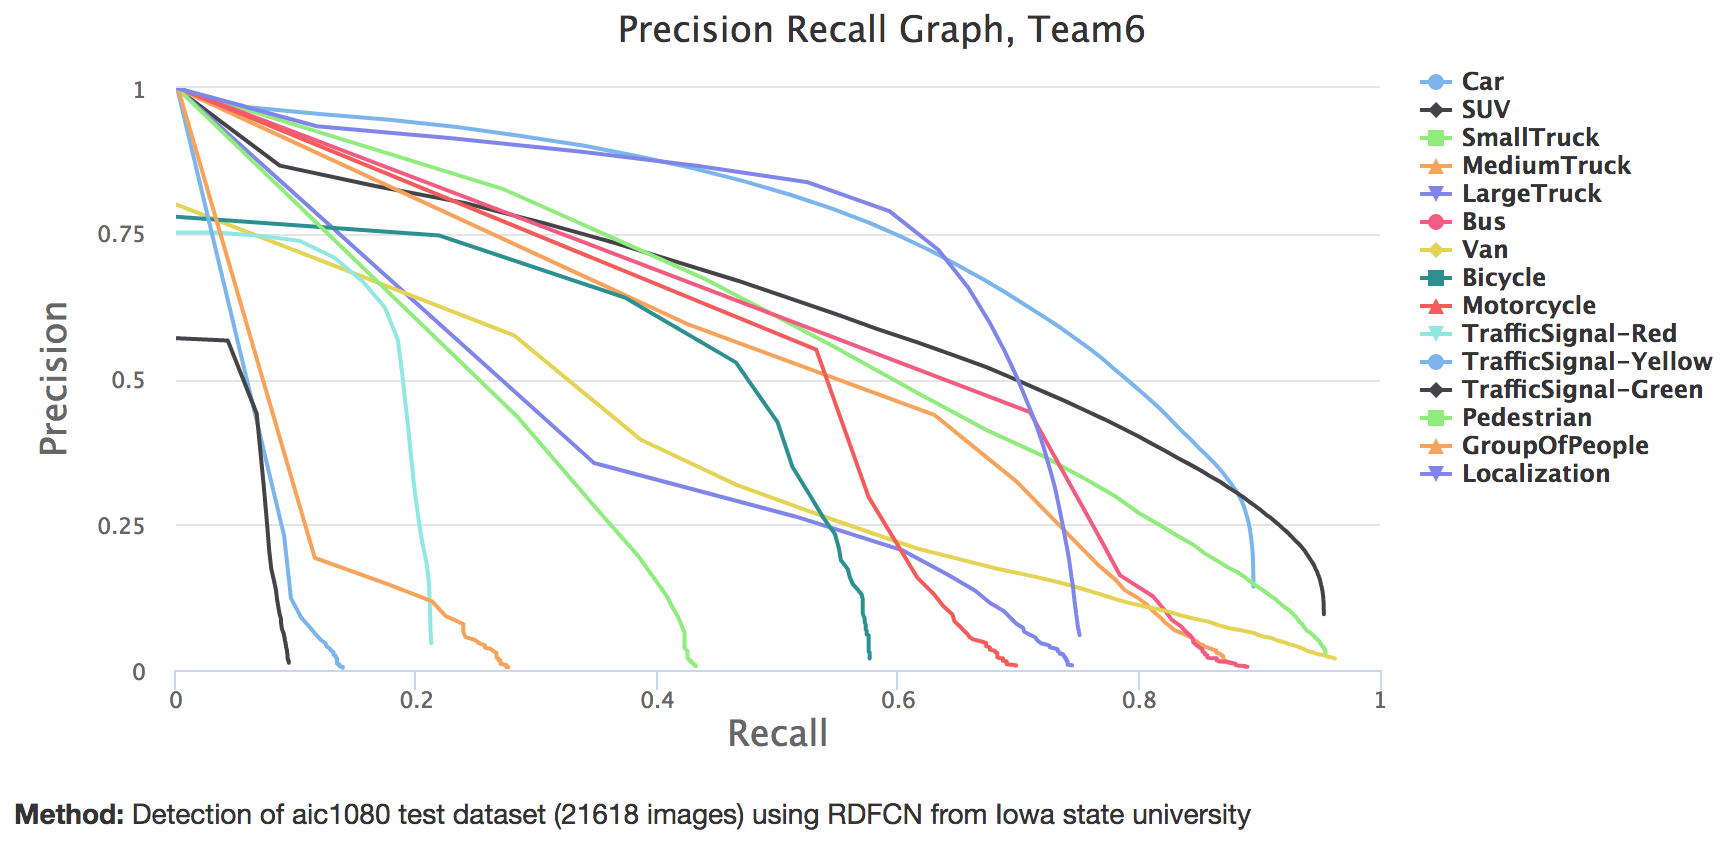 Precision Recall Graph, Team6
1
0.75
0.5
0.25
0
Precision
0
0.2
0.4
0.6
0.8
1
Recall
Car
SUV
SmallTruck
MediumTruck
LargeTruck
Bus
Van
Bicycle
Motorcycle
TrafficSignal-Red
TrafficSignal-Yellow
TrafficSignal-Green
Pedestrian
GroupOfPeople
Localization
Method: Detection of aic1080 test dataset (21618 images) using RDFCN from Iowa state university